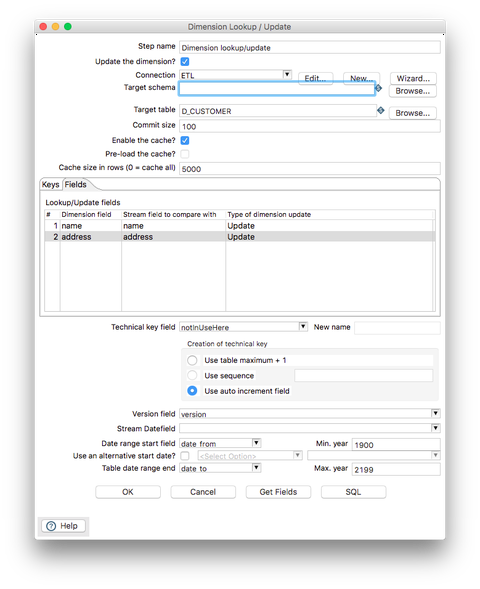 Dimension Lookup / Update
Step name Dimension lookup/update
Update the dimension?
Connection ETL Edit... New... Wizard...
Target schema Browse...
Target table D_CUSTOMER Browse...
Commit size 100
Enable the cache?
Pre-load the cache?
Cache size in rows (0 = cache all) 5000
Keys Fields
Lookup/Update fields
# Dimension field Stream field to compare with Type of dimension update
1 name name Update
2 address address Update
Technical key field notInUseHere New name
Creation of technical key
Use table maximum + 1
Use sequence
Use auto increment field
Version field version
Stream Datefield
Date range start field date_from Min. year 1900
Use an alternative start date? <Select Option>
Table date range end date_to Max. year 2199
OK Cancel Get Fields SQL
Help